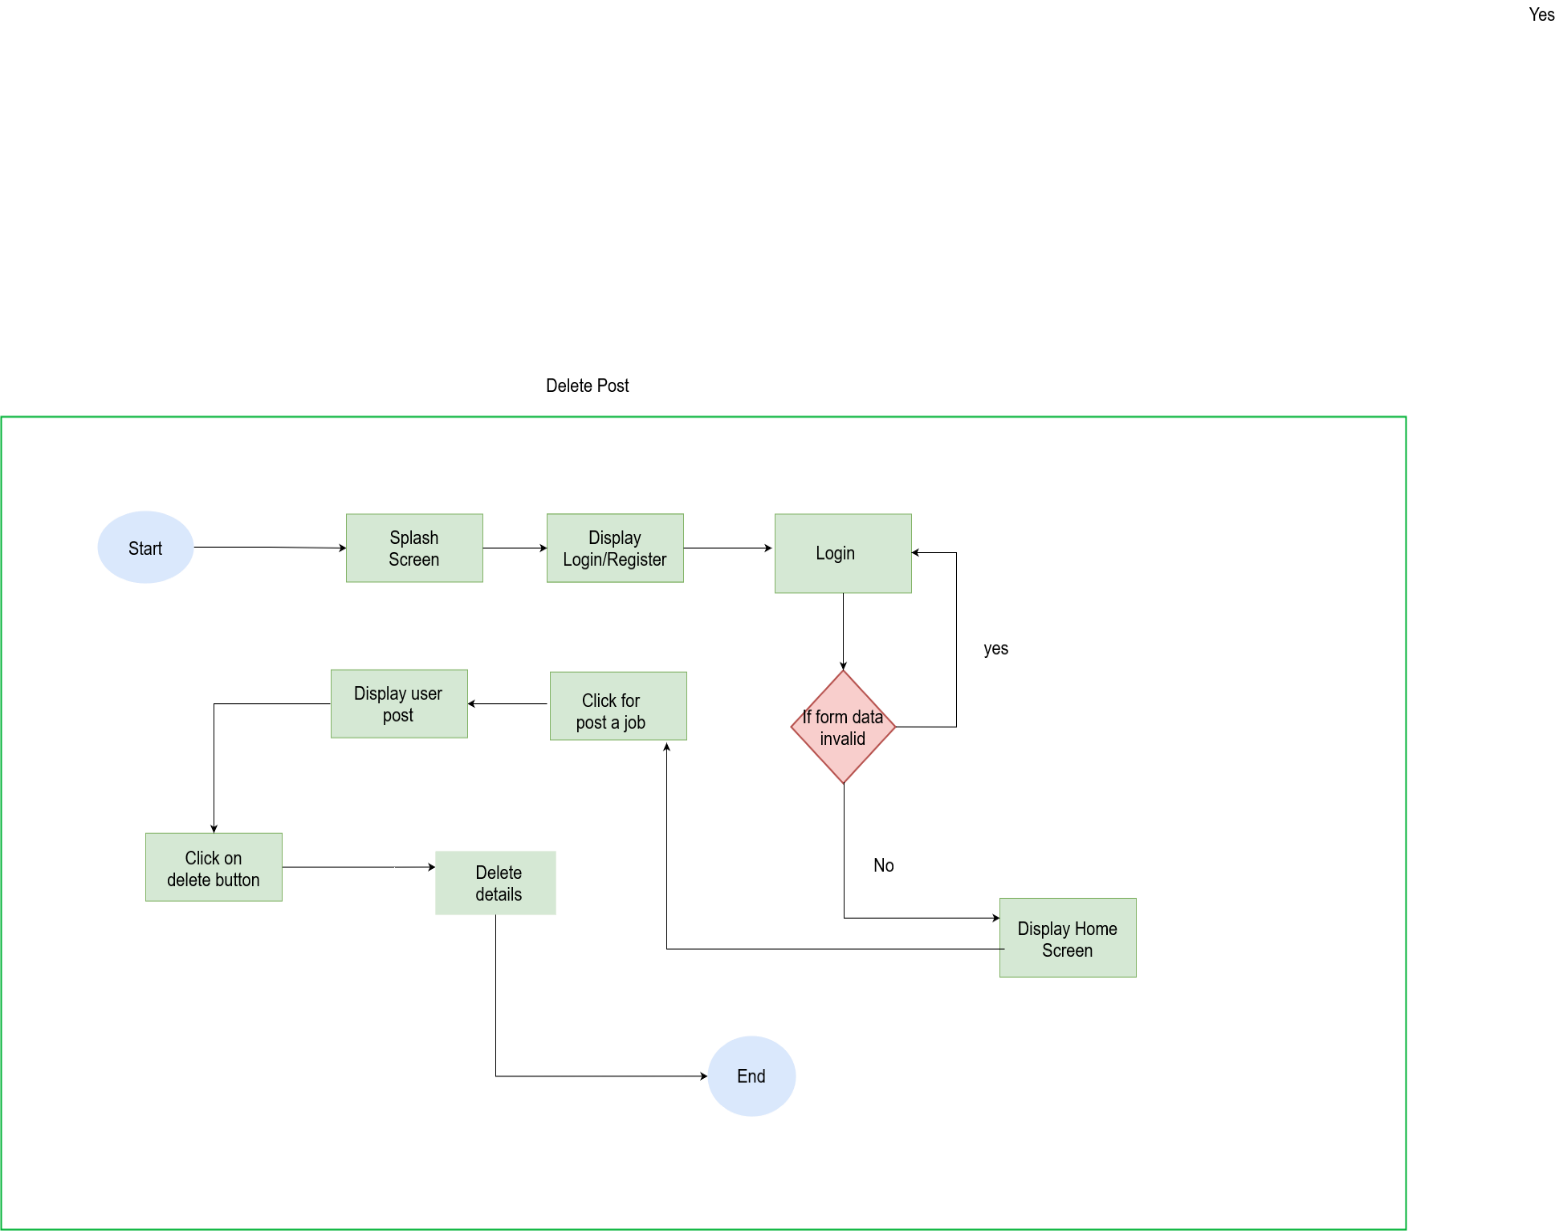 Yes
Delete Post
Start
Splash
Screen
Display
Login/Register
Login
yes
Display user
post
Click for
post a job
If form data
invalid
Click on
delete button
Delete
details
No
Display Home
Screen
End